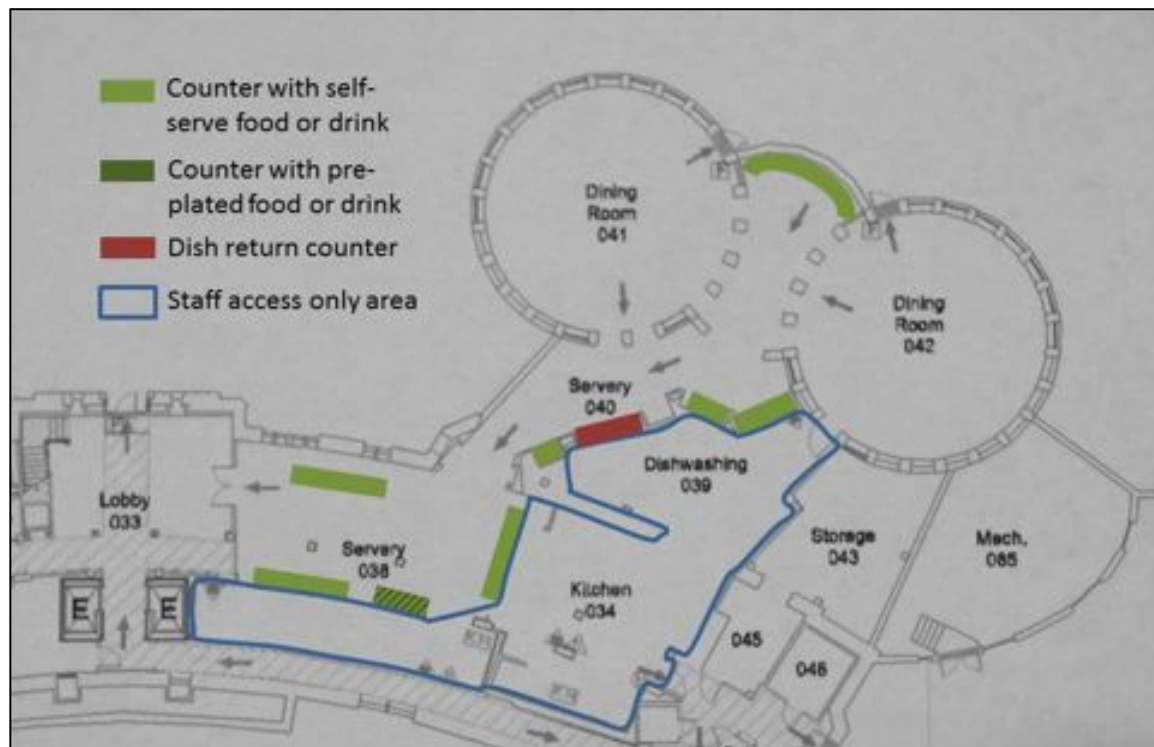 Counter with self-
serve food or drink
Counter with pre-
plated food or drink
Dish return counter
Staff access only area
Dining
Room
041
Dining
Room
042
Servery
040
Dishwashing
039
Lobby
033
Servery
038
Storage
043
Mech.
085
Kitchen
034
E
E
045
046
F
F